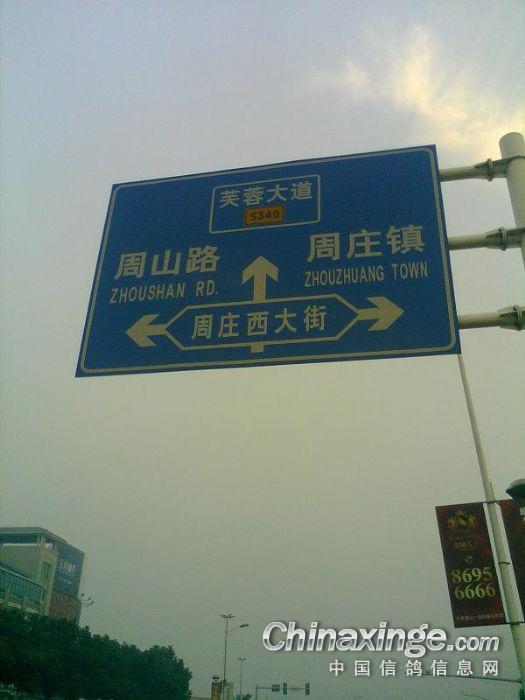 芙蓉大道
S340
周山路
ZHOUSHAN RD.
周庄镇
ZHOUZHUANG TOWN
周庄西大街
8695
6666
Chinaxinge.com
中国信鸽信息网